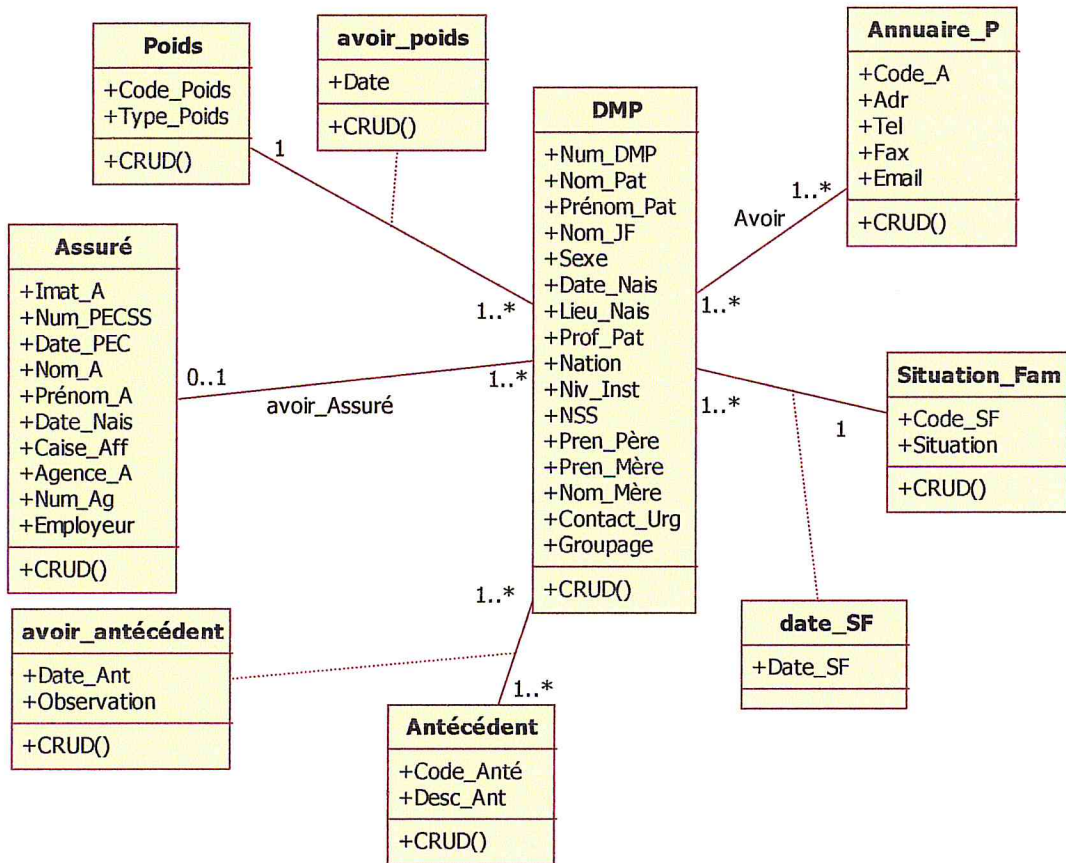 Poids
+Code_Poids
+Type_Poids
+CRUD()
avoir_poids
+Date
+CRUD()
Annuaire_P
+Code_A
+Adr
+Tel
+Fax
+Email
+CRUD()
DMP
+Num_DMP
+Nom_Pat
+Prénom_Pat
+Nom_JF
+Sexe
+Date_Nais
+Lieu_Nais
+Prof_Pat
+Nation
+Niv_Inst
+NSS
+Pren_Père
+Pren_Mère
+Nom_Mère
+Contact_Urg
+Groupage
+CRUD()
1
1..*
1..*
Avoir
1..*
Assuré
+Imat_A
+Num_PECSS
+Date_PEC
+Nom_A
+Prénom_A
+Date_Nais
+Caise_Aff
+Agence_A
+Num_Ag
+Employeur
+CRUD()
0..1
avoir_Assuré
1..*
1..*
1
Situation_Fam
+Code_SF
+Situation
+CRUD()
date_SF
+Date_SF
avoir_antécédent
+Date_Ant
+Observation
+CRUD()
1..*
1..*
Antécédent
+Code_Anté
+Desc_Ant
+CRUD()